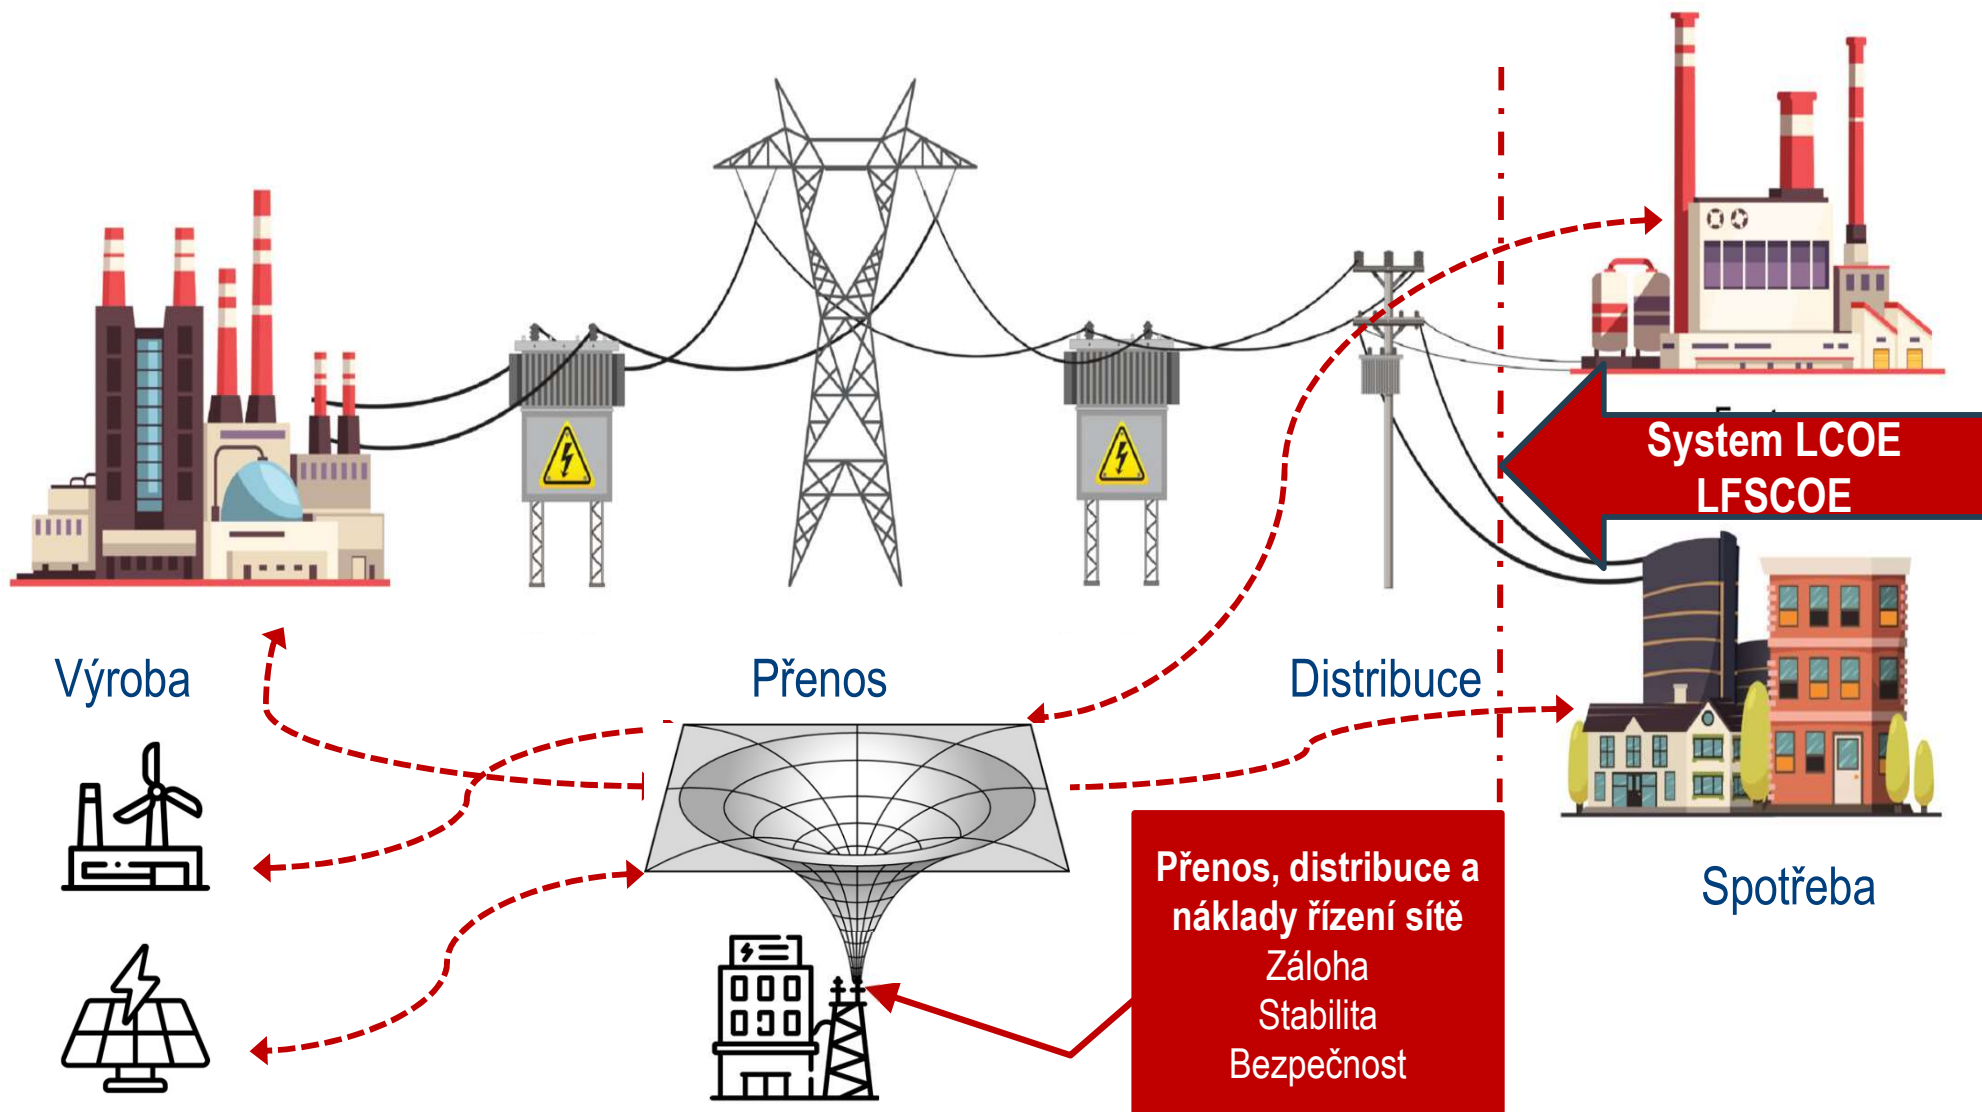 System LCOE
LFSCOE
Výroba
Přenos
Distribuce
Přenos, distribuce a
náklady řízení sítě
Záloha
Stabilita
Bezpečnost
Spotřeba